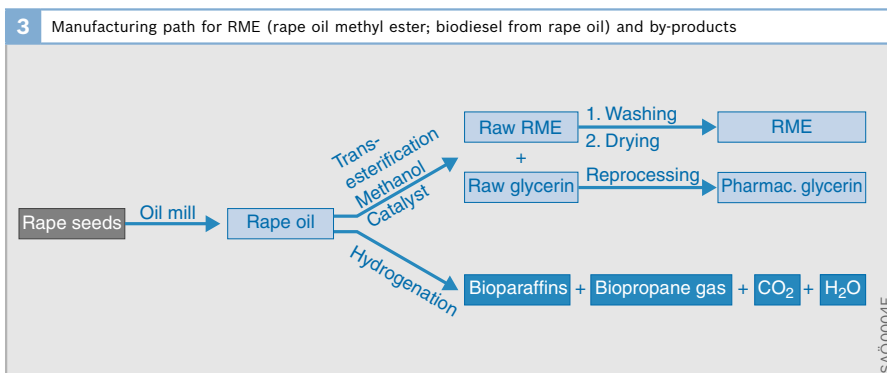 3 Manufacturing path for RME (rape oil methyl ester; biodiesel from rape oil) and by-products
Rape seeds
Oil mill
Rape oil
Trans-
esterification
Methanol
Catalyst
Raw RME
+
Raw glycerin
1. Washing
2. Drying
RME
Reprocessing
Pharmac. glycerin
Hydrogenation
Bioparaffins + Biopropane gas + CO₂ + H₂O
SAÖ0004E